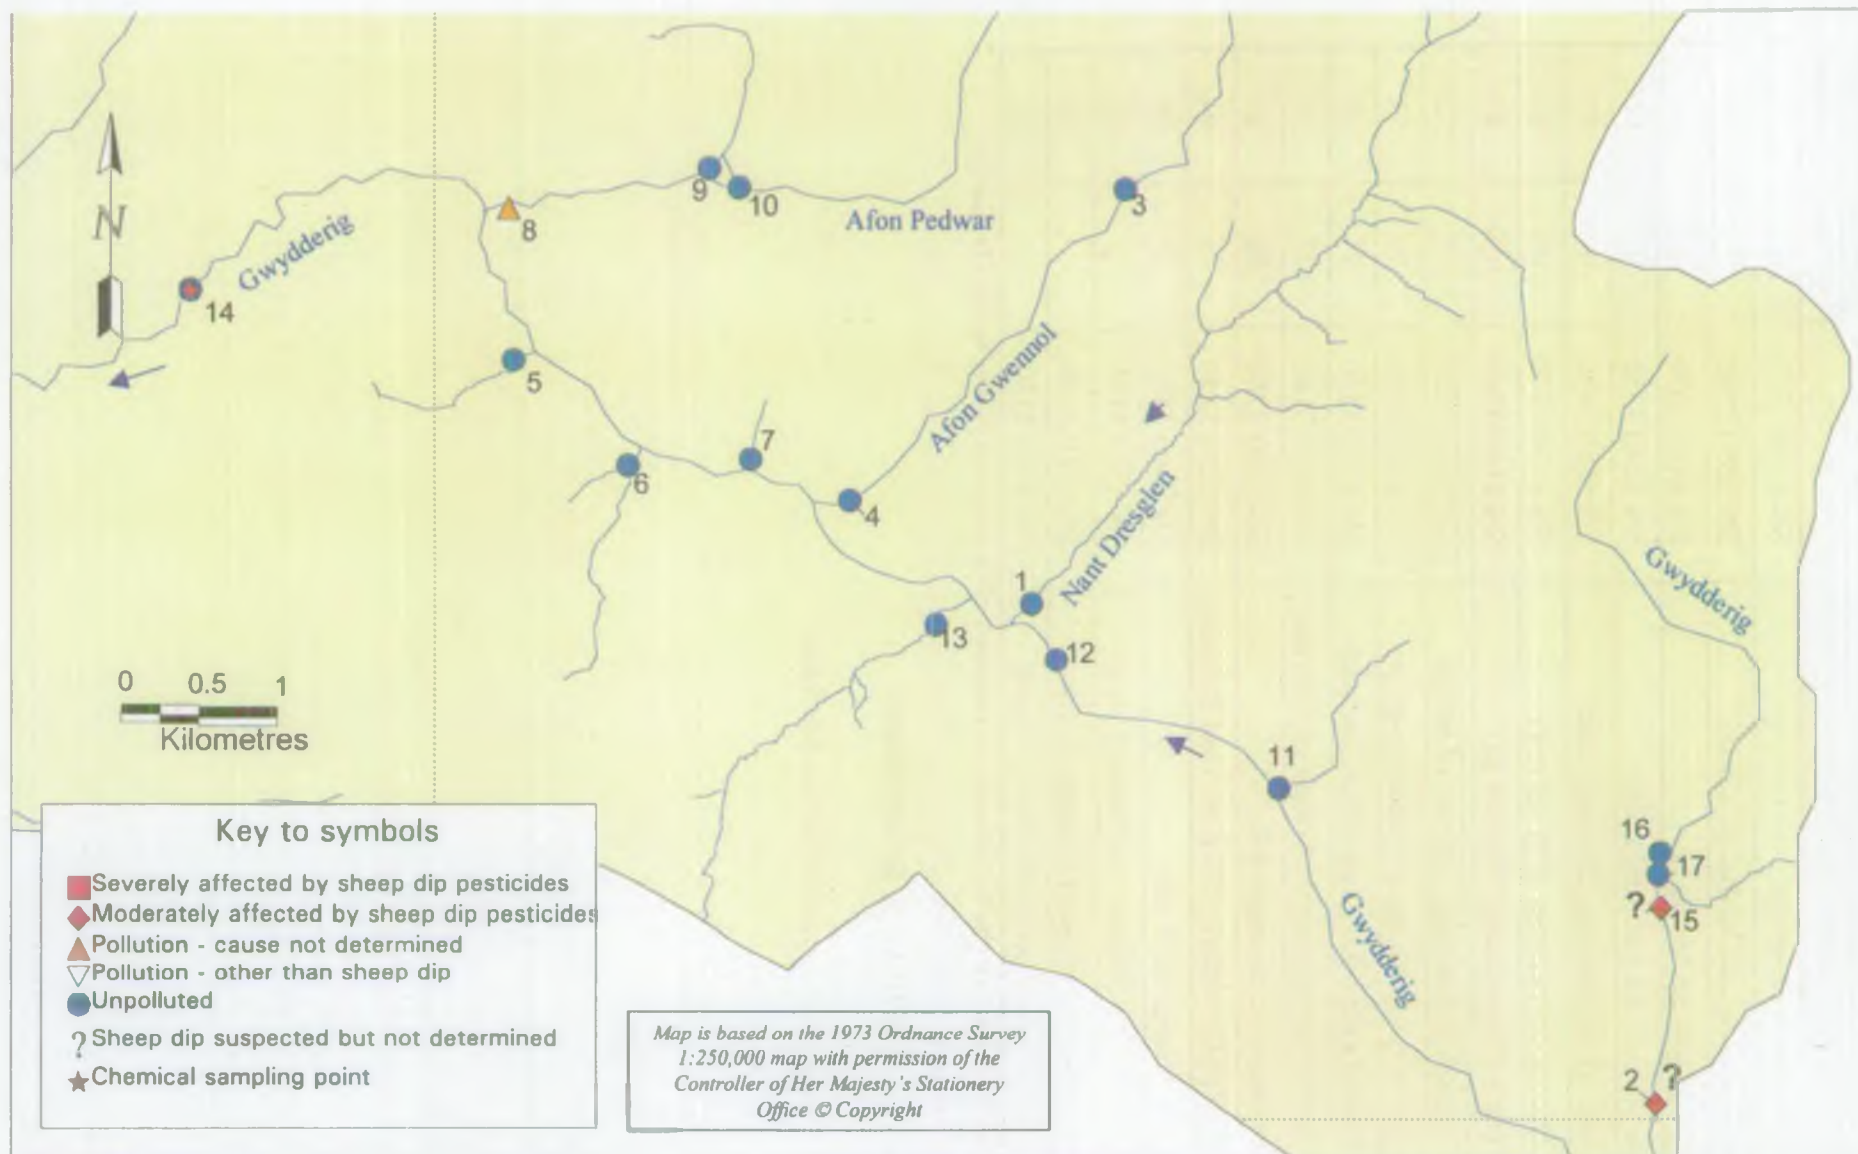 3
9
10
Afon Pedwar
N
8
Gwydderig
14
5
Afon Gwennol
7
6
4
Nant Dresglen
Gwydderig
1
13
12
0 0.5 1
Kilometres
11
16
17
? 15
Gwydderig
2 ?
Key to symbols
Severely affected by sheep dip pesticides
Moderately affected by sheep dip pesticides
Pollution - cause not determined
Pollution - other than sheep dip
Unpolluted
? Sheep dip suspected but not determined
Chemical sampling point
Map is based on the 1973 Ordnance Survey
1:250,000 map with permission of the
Controller of Her Majesty's Stationery
Office © Copyright